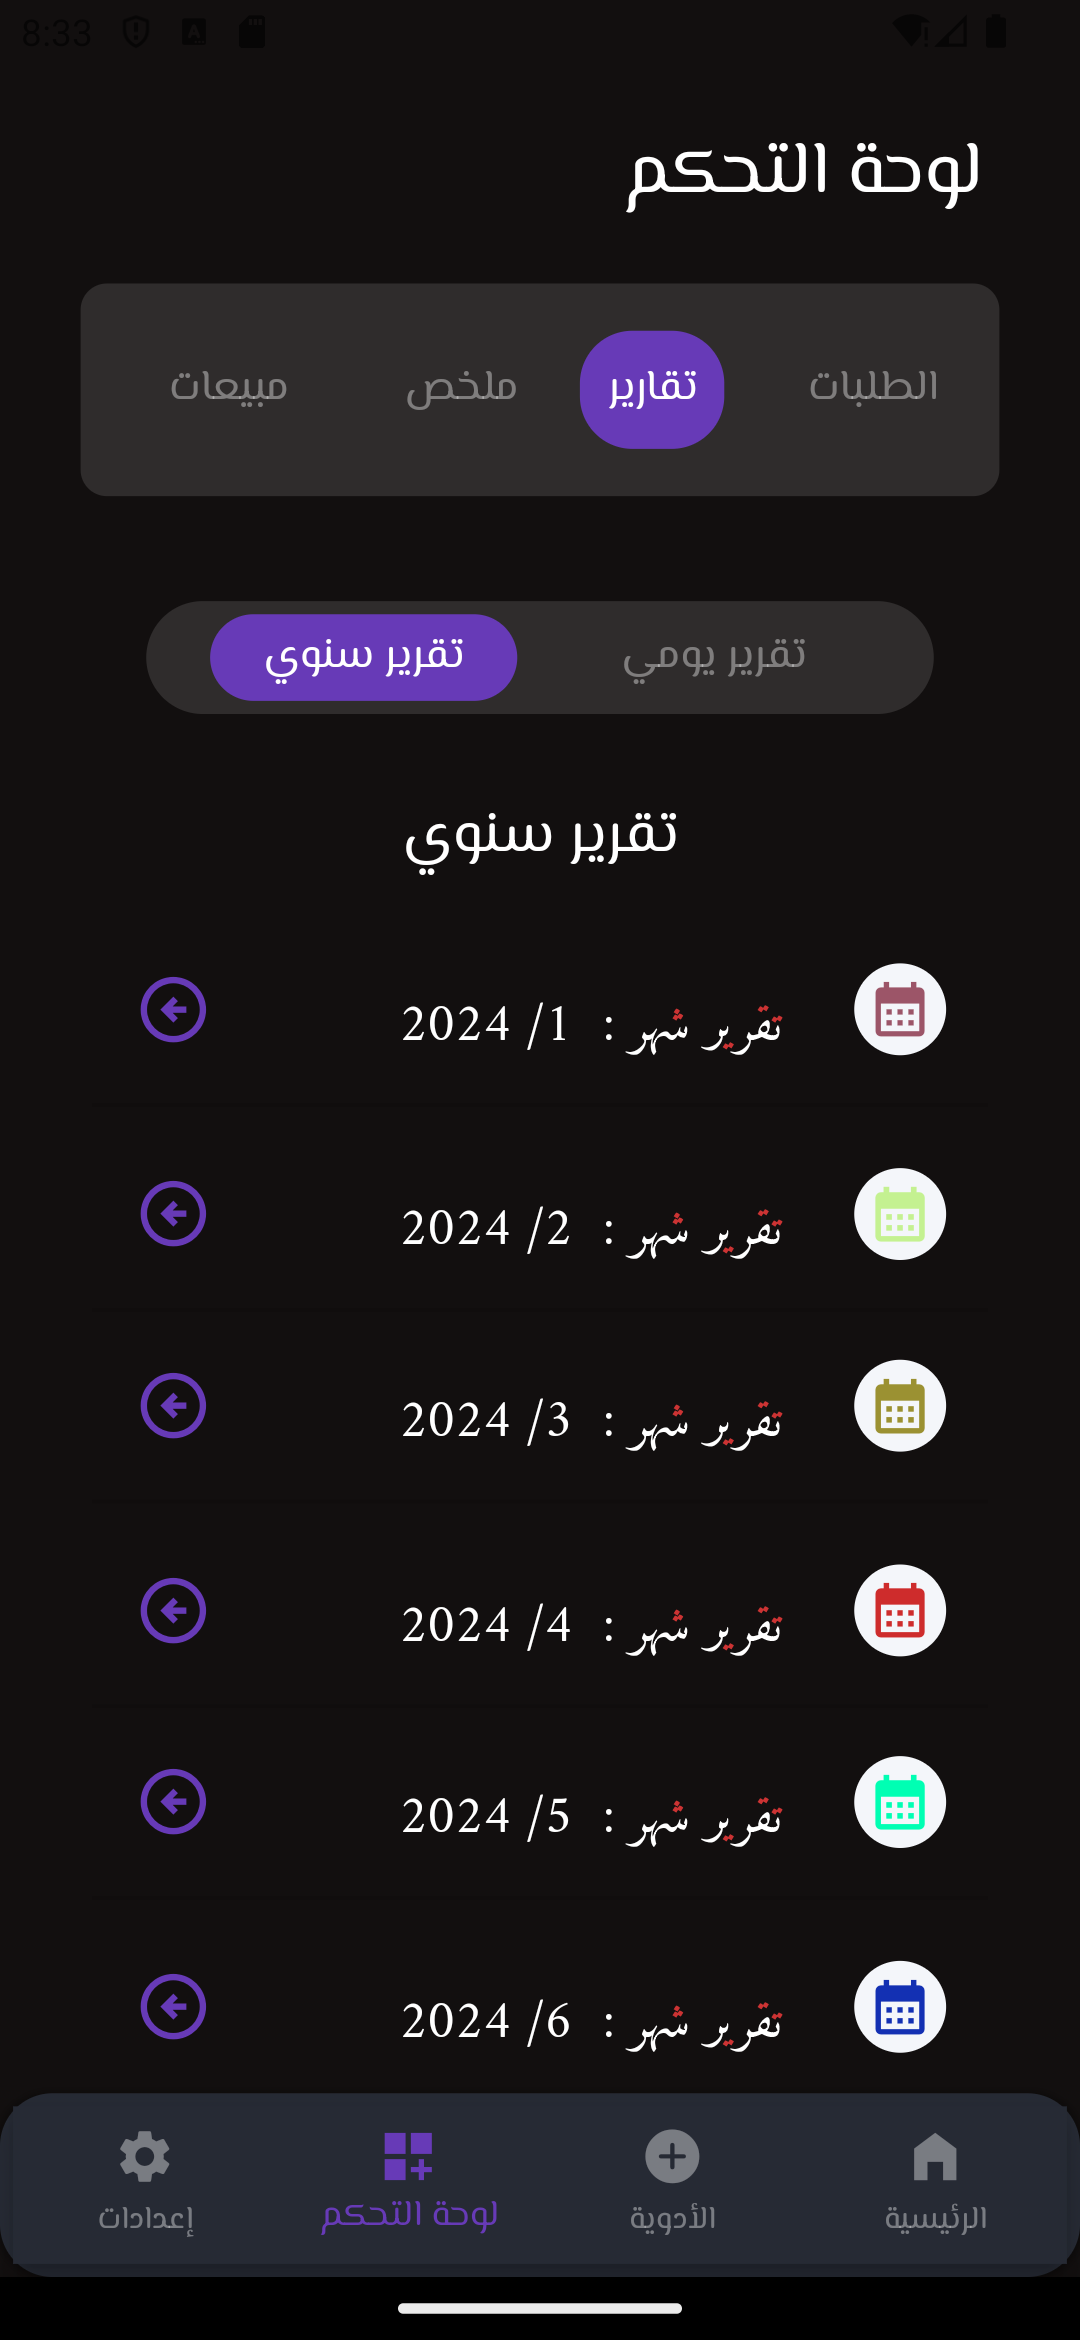 8:33
لوحة التحكم
الطلبات تقارير ملخص مبيعات
تقرير يومي تقرير سنوي
تقرير سنوي
تقرير شهر : 1/ 2024
تقرير شهر : 2/ 2024
تقرير شهر : 3/ 2024
تقرير شهر : 4/ 2024
تقرير شهر : 5/ 2024
تقرير شهر : 6/ 2024
الرئيسية الأدوية لوحة التحكم إعدادات